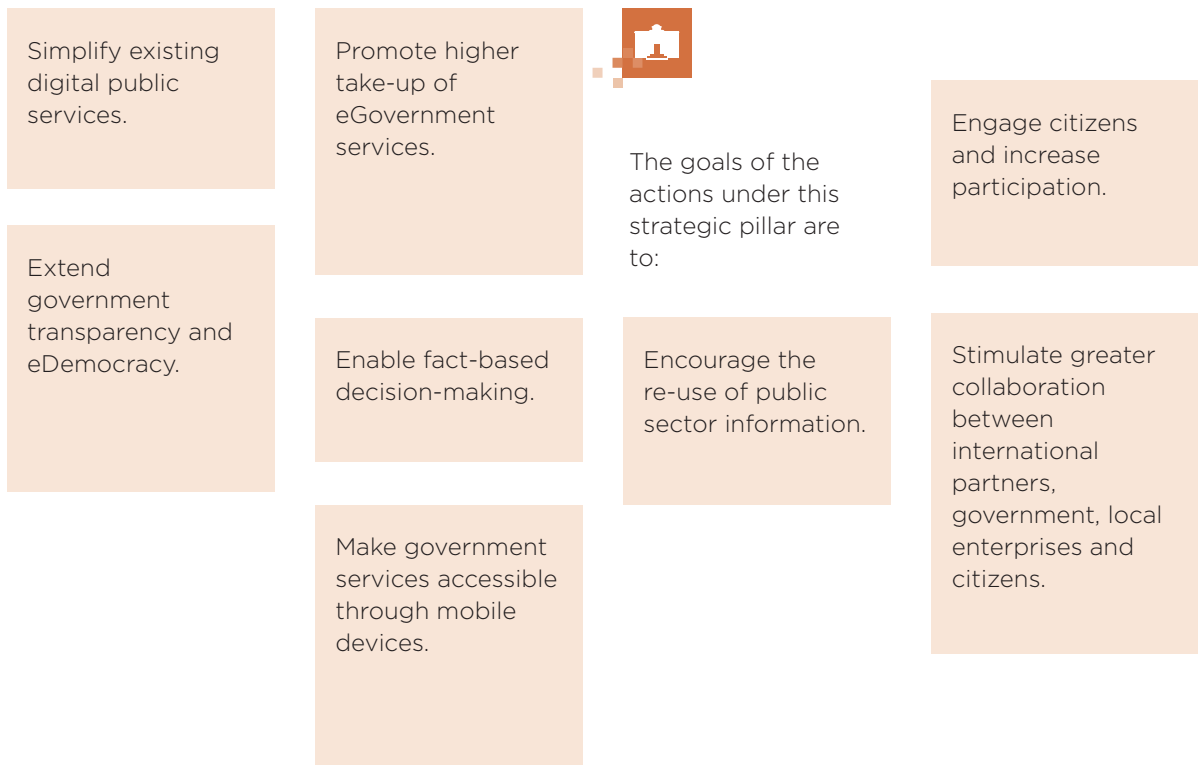 Simplify existing
digital public
services.
Extend
government
transparency and
eDemocracy.
Promote higher
take-up of
eGovernment
services.
Enable fact-based
decision-making.
Make government
services accessible
through mobile
devices.
The goals of the
actions under this
strategic pillar are
to:
Encourage the
re-use of public
sector information.
Engage citizens
and increase
participation.
Stimulate greater
collaboration
between
international
partners,
government, local
enterprises and
citizens.